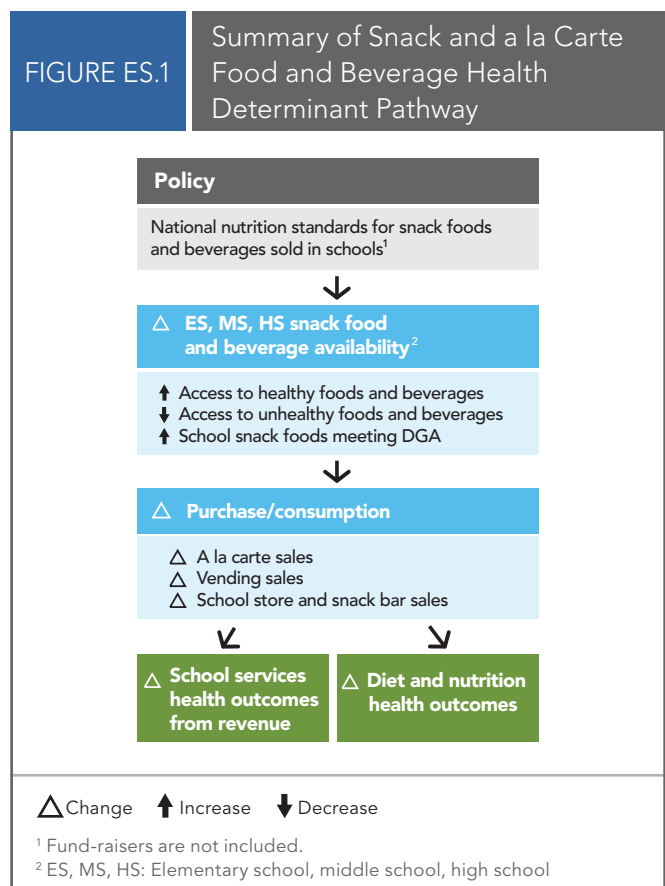 FIGURE ES.1
Summary of Snack and a la Carte
Food and Beverage Health
Determinant Pathway
Policy
National nutrition standards for snack foods
and beverages sold in schools¹
△ ES, MS, HS snack food
and beverage availability²
↑ Access to healthy foods and beverages
↓ Access to unhealthy foods and beverages
↑ School snack foods meeting DGA
△ Purchase/consumption
△ A la carte sales
△ Vending sales
△ School store and snack bar sales
△ School services
health outcomes
from revenue
△ Diet and nutrition
health outcomes
△ Change ↑ Increase ↓ Decrease
¹ Fund-raisers are not included.
² ES, MS, HS: Elementary school, middle school, high school